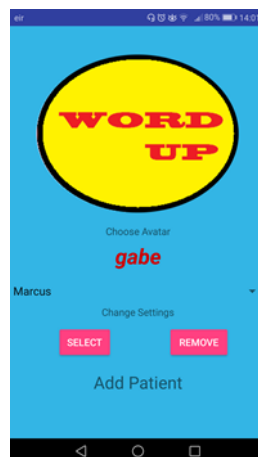 eir 80% 14:01
WORD
UP
Choose Avatar
gabe
Marcus
Change Settings
SELECT REMOVE
Add Patient